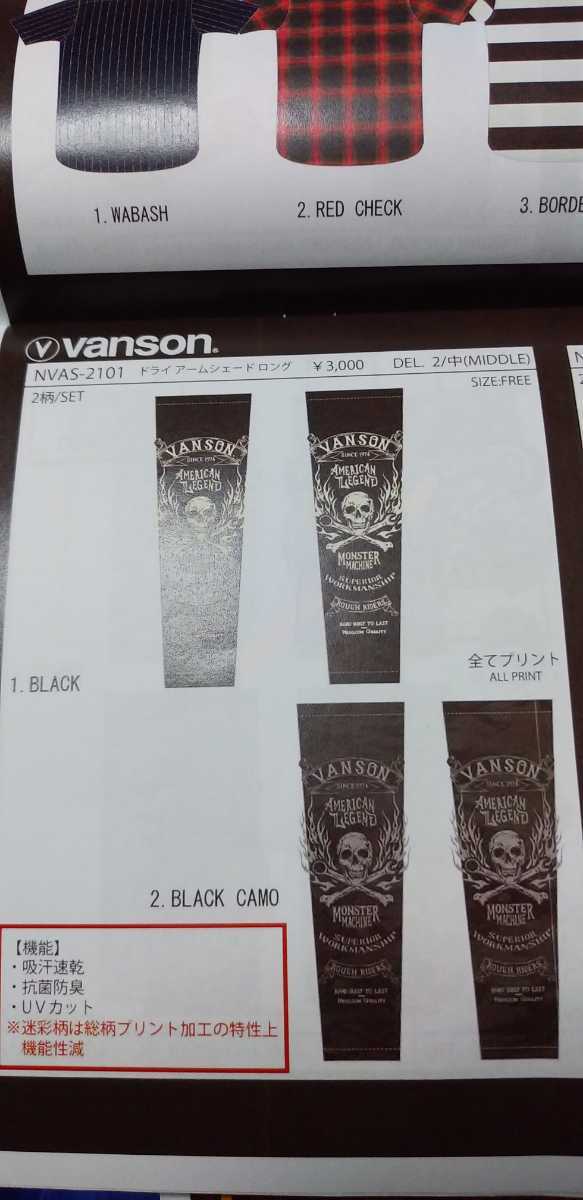 1. WABASH
2. RED CHECK
3. BORDE
vanson.
NVAS-2101 ドライ アームシェード ロング ¥3,000 DEL. 2/中(MIDDLE)
2柄/SET
SIZE:FREE
VANSON
SINCE 1974
AMERICAN
LEGEND
VANSON
SINCE 1974
AMERICAN
LEGEND
MONSTER
MACHINE
SUPERIOR
WORKMANSHIP
ROUGH RIDERS
全てプリント
ALL PRINT
1. BLACK
VANSON
SINCE 1974
AMERICAN
LEGEND
MONSTER
MACHINE
SUPERIOR
WORKMANSHIP
ROUGH RIDERS
VANSON
SINCE 1974
AMERICAN
LEGEND
MONSTER
MACHINE
SUPERIOR
WORKMANSHIP
ROUGH RIDERS
2. BLACK CAMO
【機能】
・吸汗速乾
・抗菌防臭
・UVカット
※迷彩柄は総柄プリント加工の特性上
機能性減